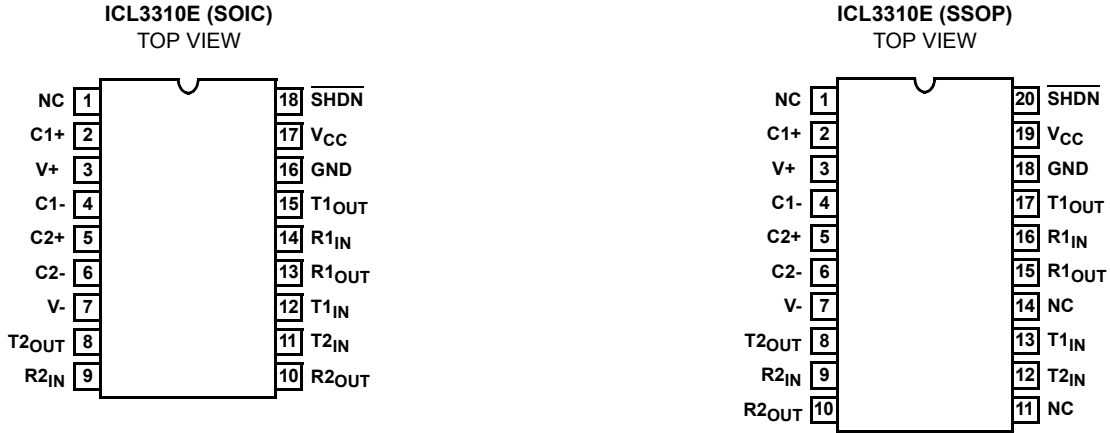 ICL3310E (SOIC)
TOP VIEW
NC 1 18 SHDN
C1+ 2 17 VCC
V+ 3 16 GND
C1- 4 15 T1OUT
C2+ 5 14 R1IN
C2- 6 13 R1OUT
V- 7 12 T1IN
T2OUT 8 11 T2IN
R2IN 9 10 R2OUT
ICL3310E (SSOP)
TOP VIEW
NC 1 20 SHDN
C1+ 2 19 VCC
V+ 3 18 GND
C1- 4 17 T1OUT
C2+ 5 16 R1IN
C2- 6 15 R1OUT
V- 7 14 NC
T2OUT 8 13 T1IN
R2IN 9 12 T2IN
R2OUT 10 11 NC